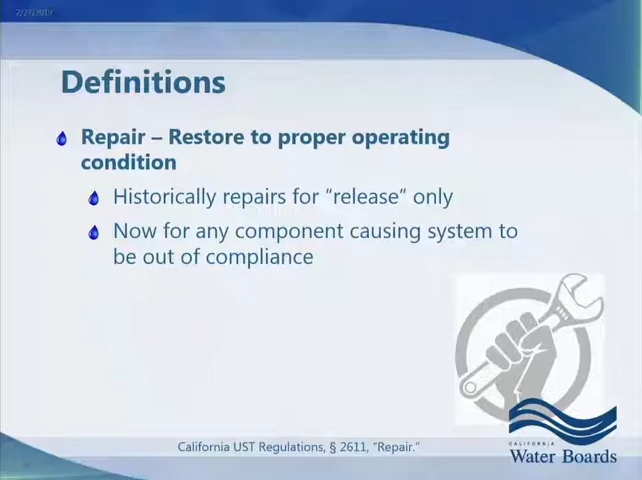 Definitions
Repair – Restore to proper operating
condition
Historically repairs for “release” only
Now for any component causing system to
be out of compliance
California UST Regulations, § 2611, “Repair.”
CALIFORNIA
Water Boards